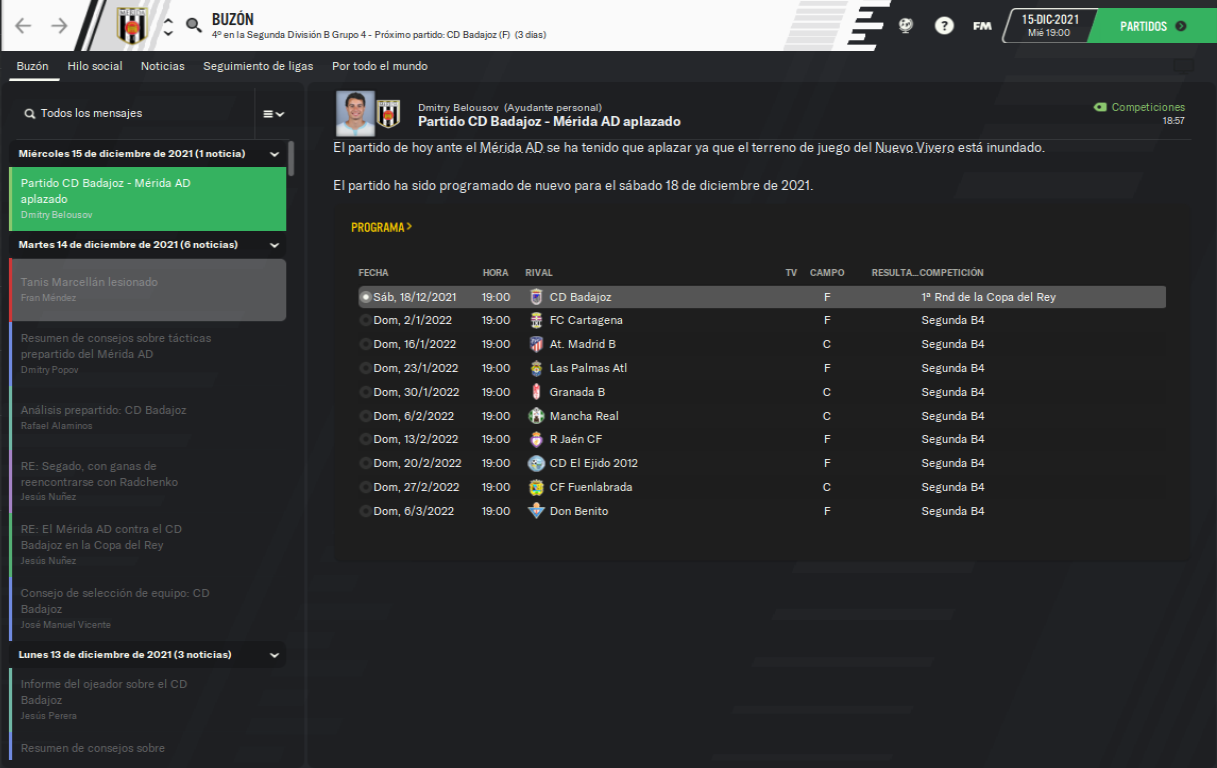 BUZÓN
4º en la Segunda División B Grupo 4 - Próximo partido: CD Badajoz (F) (3 días)
FM
15-DIC-2021
Mié 19:00
PARTIDOS
Buzón Hilo social Noticias Seguimiento de ligas Por todo el mundo
Todos los mensajes
Miércoles 15 de diciembre de 2021 (1 noticia)
Partido CD Badajoz - Mérida AD
aplazado
Dmitry Belousov
Martes 14 de diciembre de 2021 (6 noticias)
Tanis Marcellán lesionado
Fran Méndez
Resumen de consejos sobre tácticas
prepartido del Mérida AD
Dmitry Popov
Análisis prepartido: CD Badajoz
Rafael Alaminos
RE: Segado, con ganas de
reencontrarse con Radchenko
Jesús Nuñez
RE: El Mérida AD contra el CD
Badajoz en la Copa del Rey
Jesús Nuñez
Consejo de selección de equipo: CD
Badajoz
José Manuel Vicente
Lunes 13 de diciembre de 2021 (3 noticias)
Informe del ojeador sobre el CD
Badajoz
Jesús Perera
Resumen de consejos sobre
Dmitry Belousov (Ayudante personal)
Partido CD Badajoz - Mérida AD aplazado
Competiciones
18:57
El partido de hoy ante el Mérida AD se ha tenido que aplazar ya que el terreno de juego del Nuevo Vivero está inundado.
El partido ha sido programado de nuevo para el sábado 18 de diciembre de 2021.
PROGRAMA >
FECHA HORA RIVAL TV CAMPO RESULTA... COMPETICIÓN
Sáb, 18/12/2021 19:00 CD Badajoz F 1ª Rnd de la Copa del Rey
Dom, 2/1/2022 19:00 FC Cartagena F Segunda B4
Dom, 16/1/2022 19:00 At. Madrid B C Segunda B4
Dom, 23/1/2022 19:00 Las Palmas Atl F Segunda B4
Dom, 30/1/2022 19:00 Granada B C Segunda B4
Dom, 6/2/2022 19:00 Mancha Real C Segunda B4
Dom, 13/2/2022 19:00 R Jaén CF F Segunda B4
Dom, 20/2/2022 19:00 CD El Ejido 2012 F Segunda B4
Dom, 27/2/2022 19:00 CF Fuenlabrada C Segunda B4
Dom, 6/3/2022 19:00 Don Benito F Segunda B4